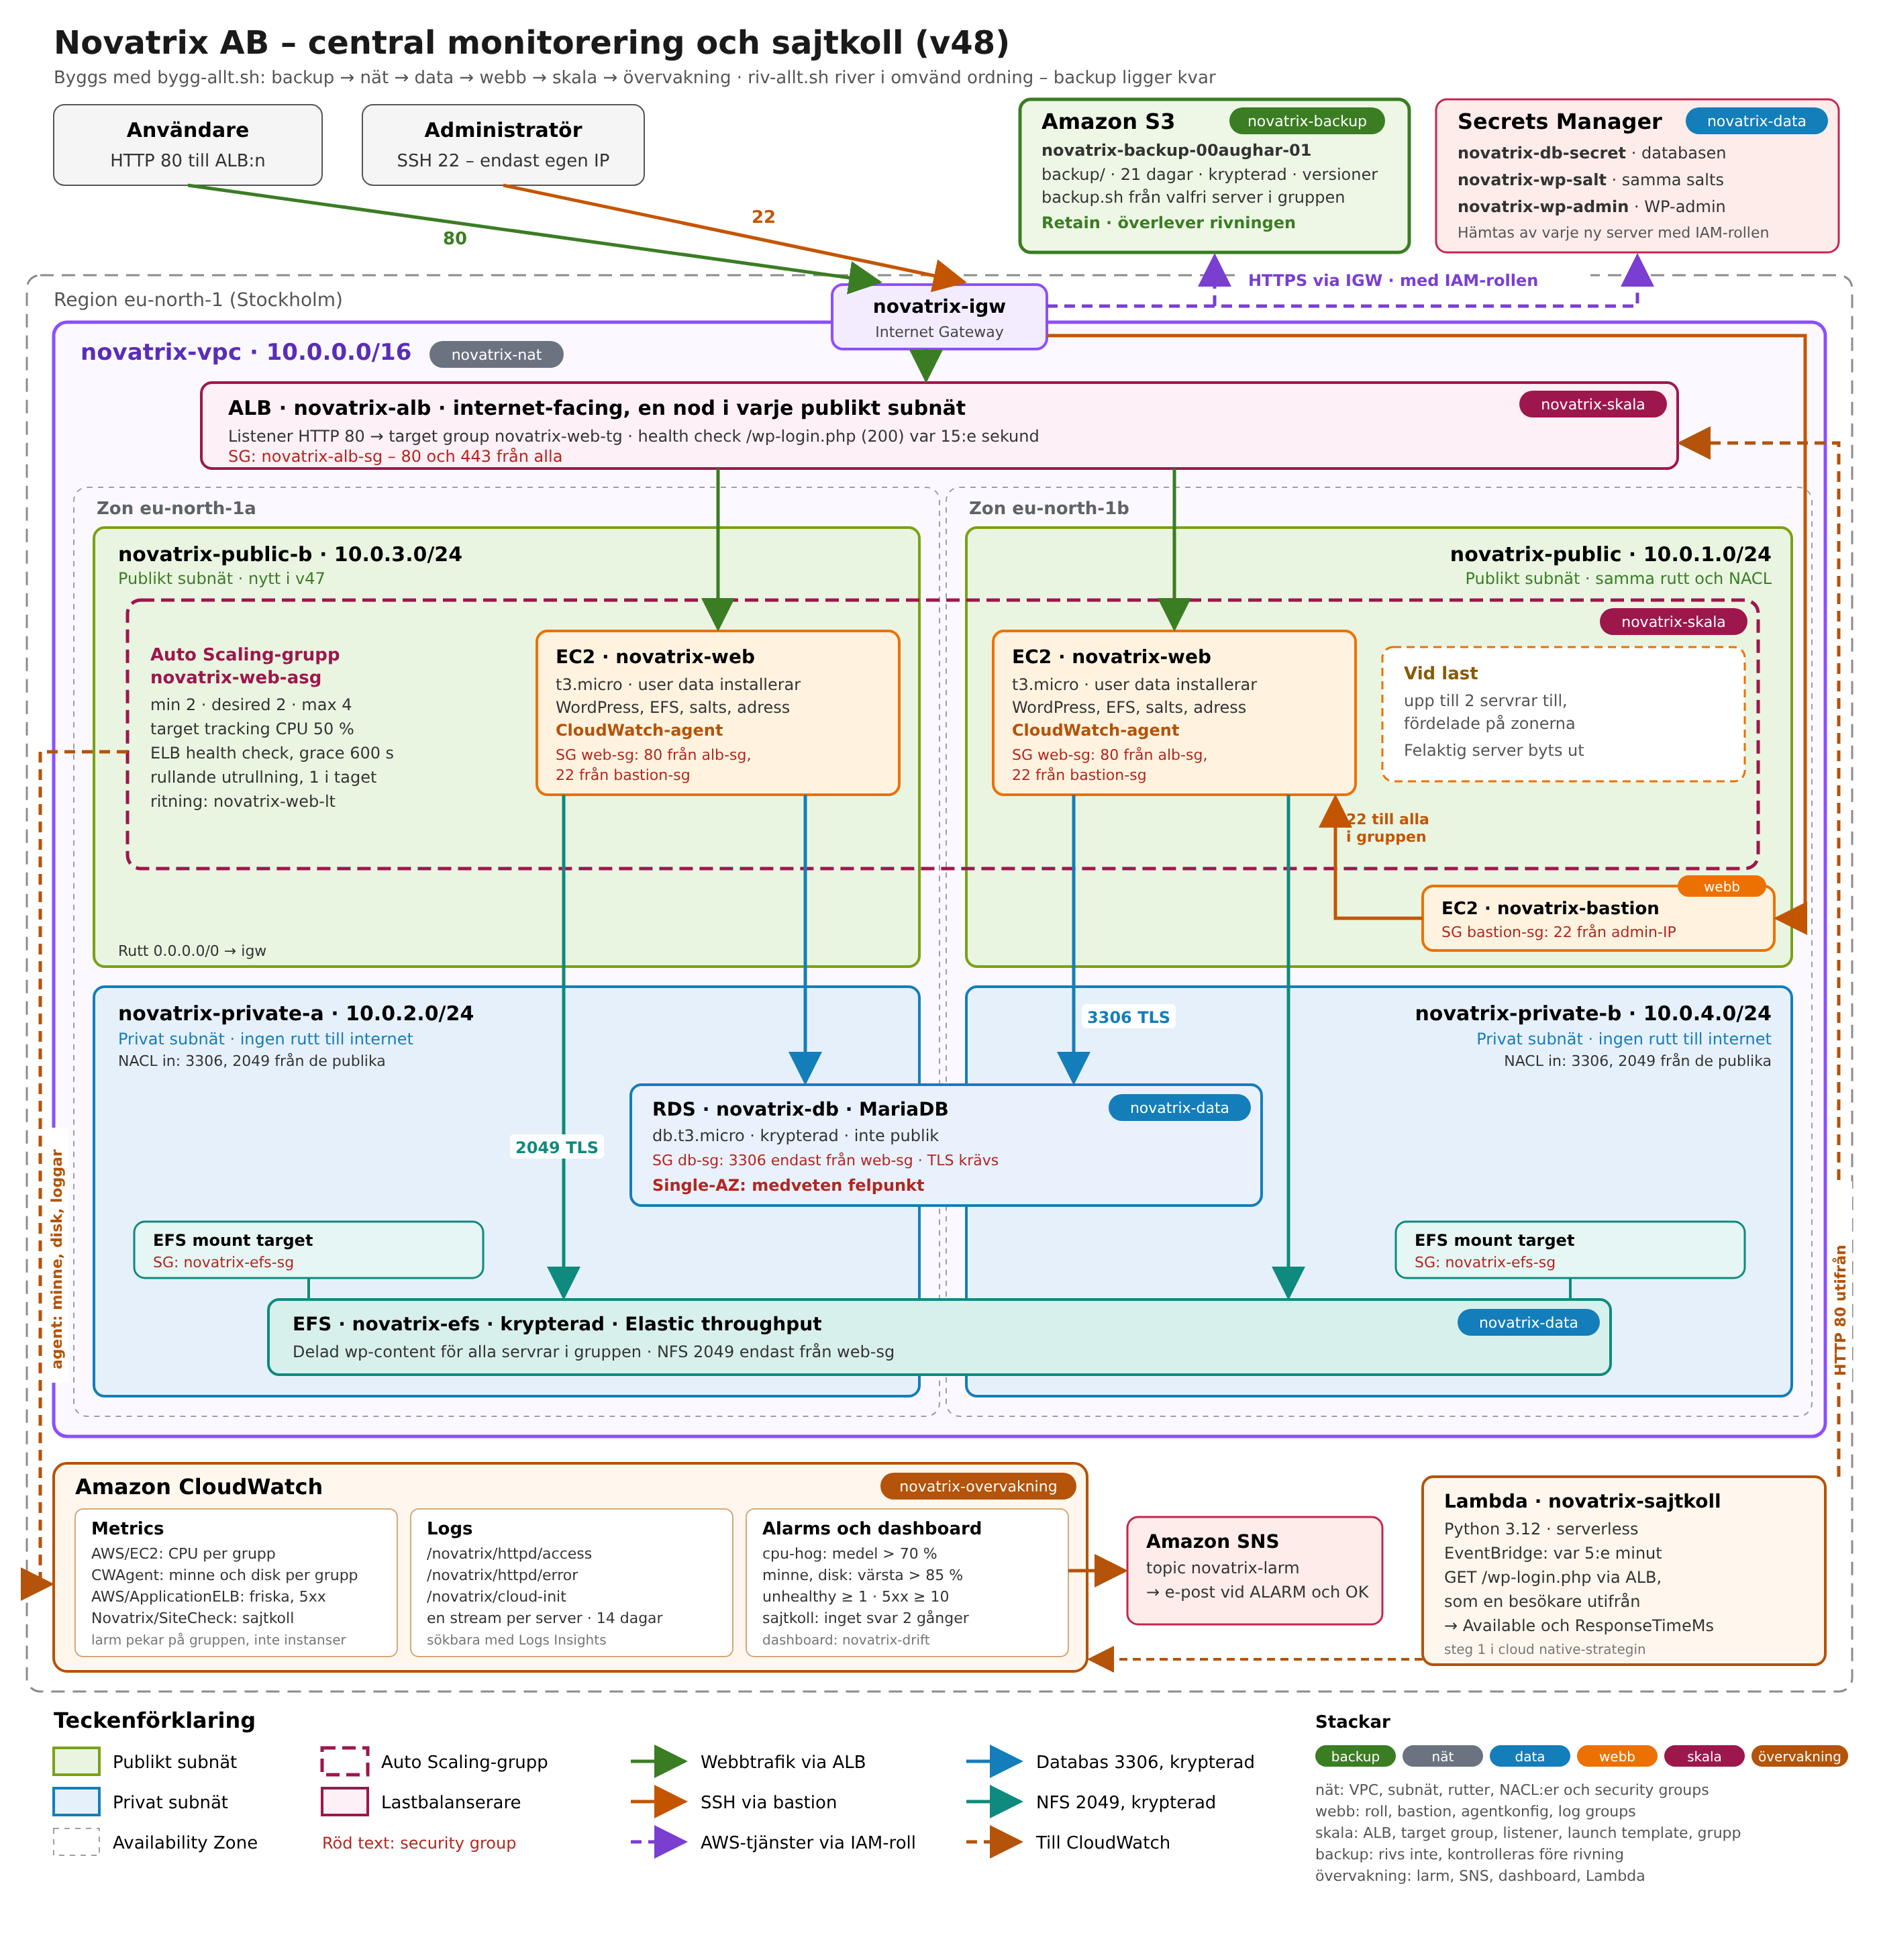 Novatrix AB – central monitorering och sajtkoll (v48)
Byggs med bygg-allt.sh: backup → nät → data → webb → skala → övervakning · riv-allt.sh river i omvänd ordning – backup ligger kvar
Användare
HTTP 80 till ALB:n
Administratör
SSH 22 – endast egen IP
Amazon S3
novatrix-backup
novatrix-backup-00aughar-01
backup/ · 21 dagar · krypterad · versioner
backup.sh från valfri server i gruppen
Retain · överlever rivningen
Secrets Manager
novatrix-data
novatrix-db-secret · databasen
novatrix-wp-salt · samma salts
novatrix-wp-admin · WP-admin
Hämtas av varje ny server med IAM-rollen
80
22
HTTPS via IGW · med IAM-rollen
Region eu-north-1 (Stockholm)
novatrix-igw
Internet Gateway
novatrix-vpc · 10.0.0.0/16
novatrix-nat
ALB · novatrix-alb · internet-facing, en nod i varje publikt subnät
novatrix-skala
Listener HTTP 80 → target group novatrix-web-tg · health check /wp-login.php (200) var 15:e sekund
SG: novatrix-alb-sg – 80 och 443 från alla
Zon eu-north-1a
Zon eu-north-1b
novatrix-public-b · 10.0.3.0/24
Publikt subnät · nytt i v47
novatrix-public · 10.0.1.0/24
Publikt subnät · samma rutt och NACL
novatrix-skala
Auto Scaling-grupp
novatrix-web-asg
min 2 · desired 2 · max 4
target tracking CPU 50 %
ELB health check, grace 600 s
rullande utrullning, 1 i taget
ritning: novatrix-web-lt
EC2 · novatrix-web
t3.micro · user data installerar
WordPress, EFS, salts, adress
CloudWatch-agent
SG web-sg: 80 från alb-sg,
22 från bastion-sg
EC2 · novatrix-web
t3.micro · user data installerar
WordPress, EFS, salts, adress
CloudWatch-agent
SG web-sg: 80 från alb-sg,
22 från bastion-sg
Vid last
upp till 2 servrar till,
fördelade på zonerna
Felaktig server byts ut
22 till alla
i gruppen
webb
EC2 · novatrix-bastion
SG bastion-sg: 22 från admin-IP
Rutt 0.0.0.0/0 → igw
novatrix-private-a · 10.0.2.0/24
Privat subnät · ingen rutt till internet
NACL in: 3306, 2049 från de publika
3306 TLS
novatrix-private-b · 10.0.4.0/24
Privat subnät · ingen rutt till internet
NACL in: 3306, 2049 från de publika
RDS · novatrix-db · MariaDB
novatrix-data
db.t3.micro · krypterad · inte publik
SG db-sg: 3306 endast från web-sg · TLS krävs
Single-AZ: medveten felpunkt
2049 TLS
agent: minne, disk, loggar
HTTP 80 utifrån
EFS mount target
SG: novatrix-efs-sg
EFS mount target
SG: novatrix-efs-sg
EFS · novatrix-efs · krypterad · Elastic throughput
novatrix-data
Delad wp-content för alla servrar i gruppen · NFS 2049 endast från web-sg
Amazon CloudWatch
novatrix-overvakning
Metrics
AWS/EC2: CPU per grupp
CWAgent: minne och disk per grupp
AWS/ApplicationELB: friska, 5xx
Novatrix/SiteCheck: sajtkoll
larm pekar på gruppen, inte instanser
Logs
/novatrix/httpd/access
/novatrix/httpd/error
/novatrix/cloud-init
en stream per server · 14 dagar
sökbara med Logs Insights
Alarms och dashboard
cpu-hog: medel > 70 %
minne, disk: värsta > 85 %
unhealthy ≥ 1 · 5xx ≥ 10
sajtkoll: inget svar 2 gånger
dashboard: novatrix-drift
Amazon SNS
topic novatrix-larm
→ e-post vid ALARM och OK
Lambda · novatrix-sajtkoll
Python 3.12 · serverless
EventBridge: var 5:e minut
GET /wp-login.php via ALB,
som en besökare utifrån
→ Available och ResponseTimeMs
steg 1 i cloud native-strategin
Teckenförklaring
Publikt subnät
Privat subnät
Availability Zone
Auto Scaling-grupp
Lastbalanserare
Röd text: security group
Webbtrafik via ALB
SSH via bastion
AWS-tjänster via IAM-roll
Databas 3306, krypterad
NFS 2049, krypterad
Till CloudWatch
Stackar
backup nät data webb skala övervakning
nät: VPC, subnät, rutter, NACL:er och security groups
webb: roll, bastion, agentkonfig, log groups
skala: ALB, target group, listener, launch template, grupp
backup: rivs inte, kontrolleras före rivning
övervakning: larm, SNS, dashboard, Lambda